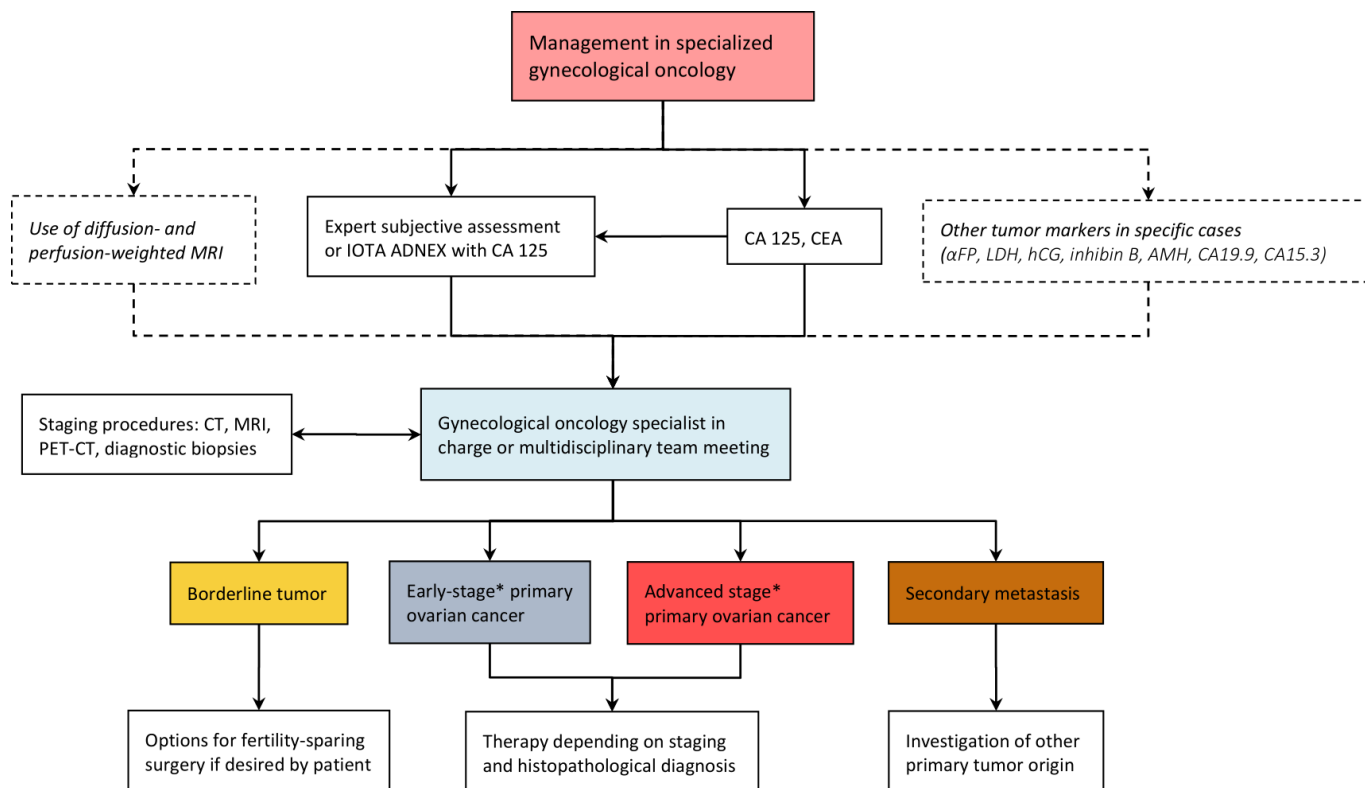 Management in specialized
gynecological oncology
Use of diffusion- and
perfusion-weighted MRI
Expert subjective assessment
or IOTA ADNEX with CA 125
CA 125, CEA
Other tumor markers in specific cases
(αFP, LDH, hCG, inhibin B, AMH, CA19.9, CA15.3)
Staging procedures: CT, MRI,
PET-CT, diagnostic biopsies
Gynecological oncology specialist in
charge or multidisciplinary team meeting
Borderline tumor
Early-stage* primary
ovarian cancer
Advanced stage*
primary ovarian cancer
Secondary metastasis
Options for fertility-sparing
surgery if desired by patient
Therapy depending on staging
and histopathological diagnosis
Investigation of other
primary tumor origin